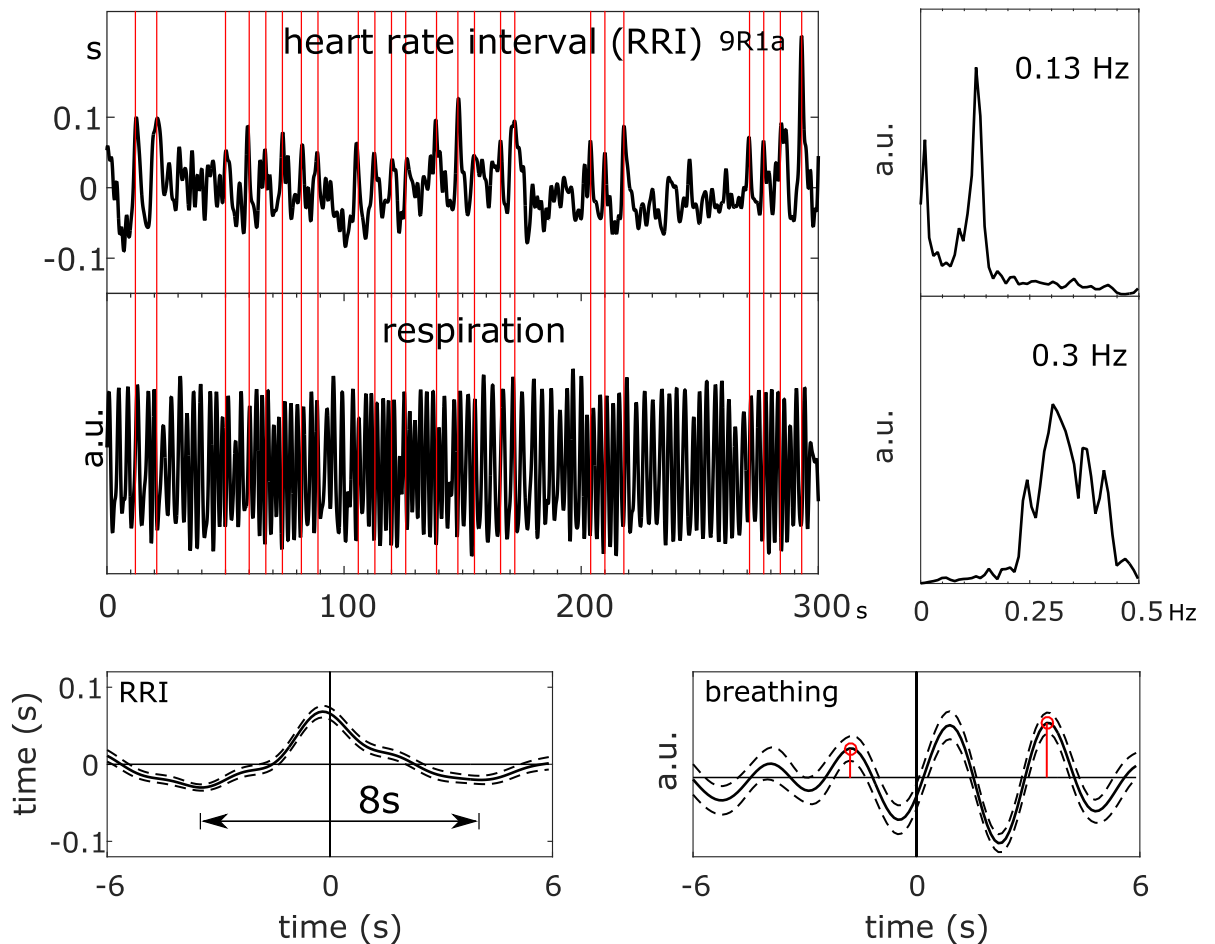 heart rate interval (RRI) 9R1a
s
0.1
0
-0.1
0.13 Hz
a.u.
respiration
a.u.
0 100 200 300 s
0.3 Hz
a.u.
0 0.25 0.5 Hz
RRI
time (s)
0.1
0
-0.1
8s
-6 0 6
time (s)
breathing
a.u.
-6 0 6
time (s)